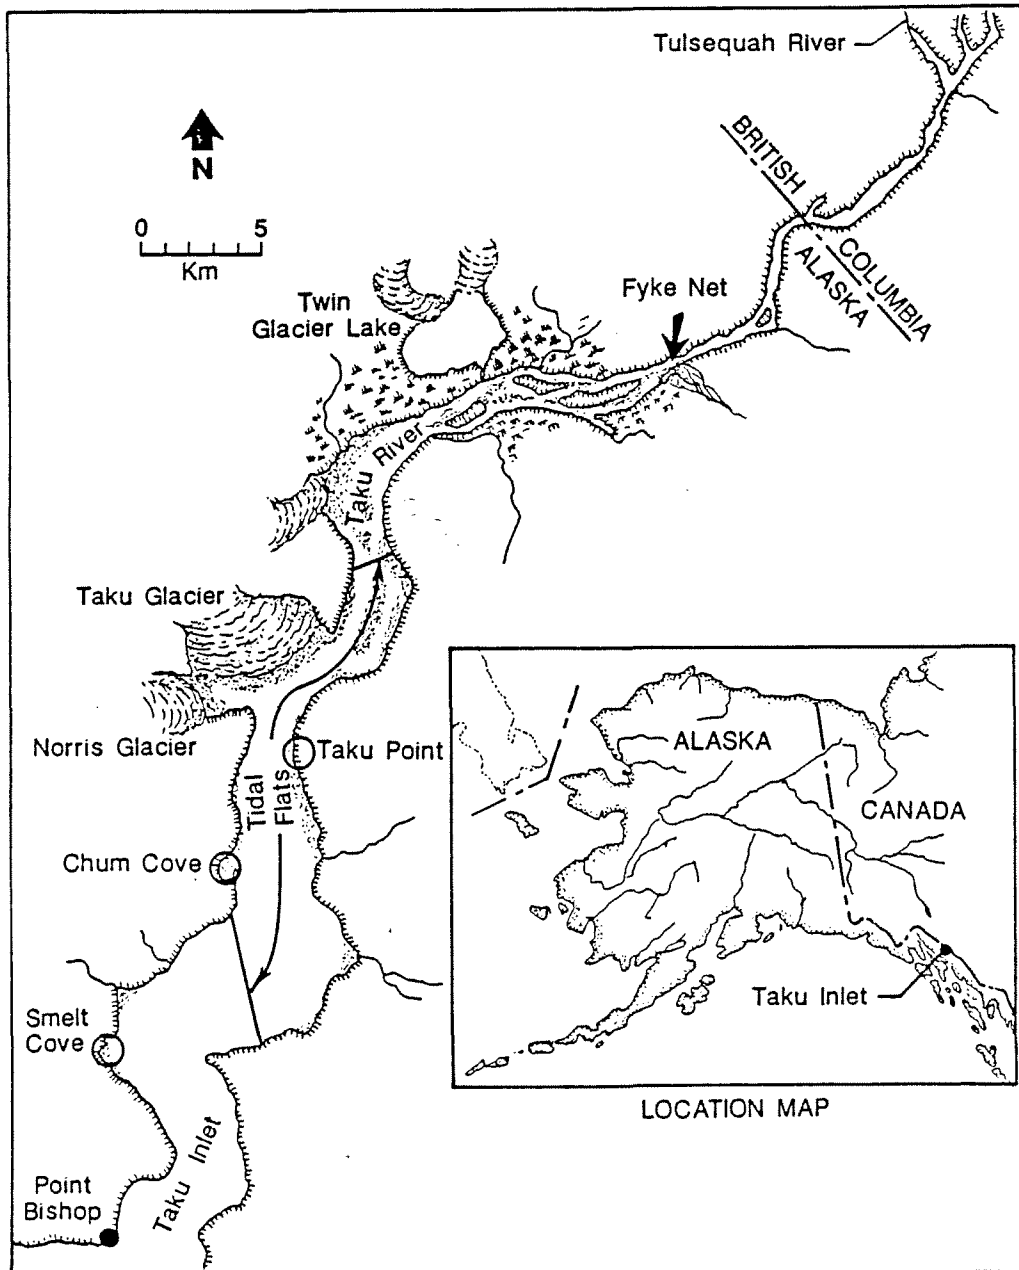 Tulsequah River
N
0 5
Km
BRITISH
COLUMBIA
ALASKA
Fyke Net
Twin
Glacier Lake
Taku River
Taku Glacier
Norris Glacier
Taku Point
Tidal
Flats
Chum Cove
Smelt
Cove
Point
Bishop
Taku Inlet
ALASKA
CANADA
Taku Inlet
LOCATION MAP